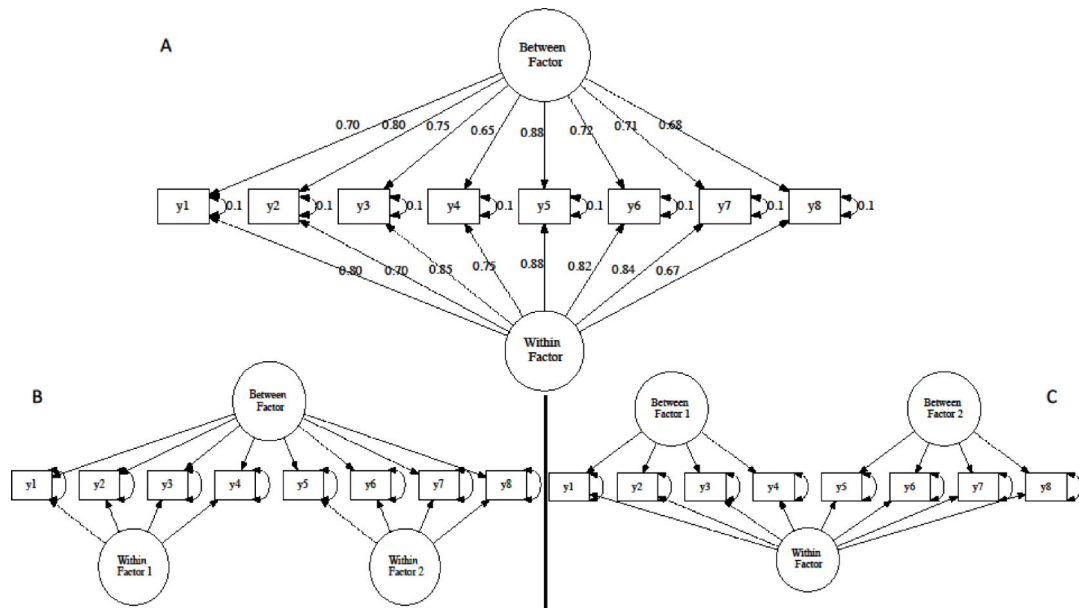 A
Between
Factor
0.70 0.80 0.75 0.65 0.88 0.72 0.71 0.68
y1 0.1 y2 0.1 y3 0.1 y4 0.1 y5 0.1 y6 0.1 y7 0.1 y8 0.1
0.80 0.70 0.85 0.75 0.88 0.82 0.84 0.67
Within
Factor
B
Between
Factor
y1 y2 y3 y4 y5 y6 y7 y8
Within
Factor 1
Within
Factor 2
C
Between
Factor 1
Between
Factor 2
y1 y2 y3 y4 y5 y6 y7 y8
Within
Factor